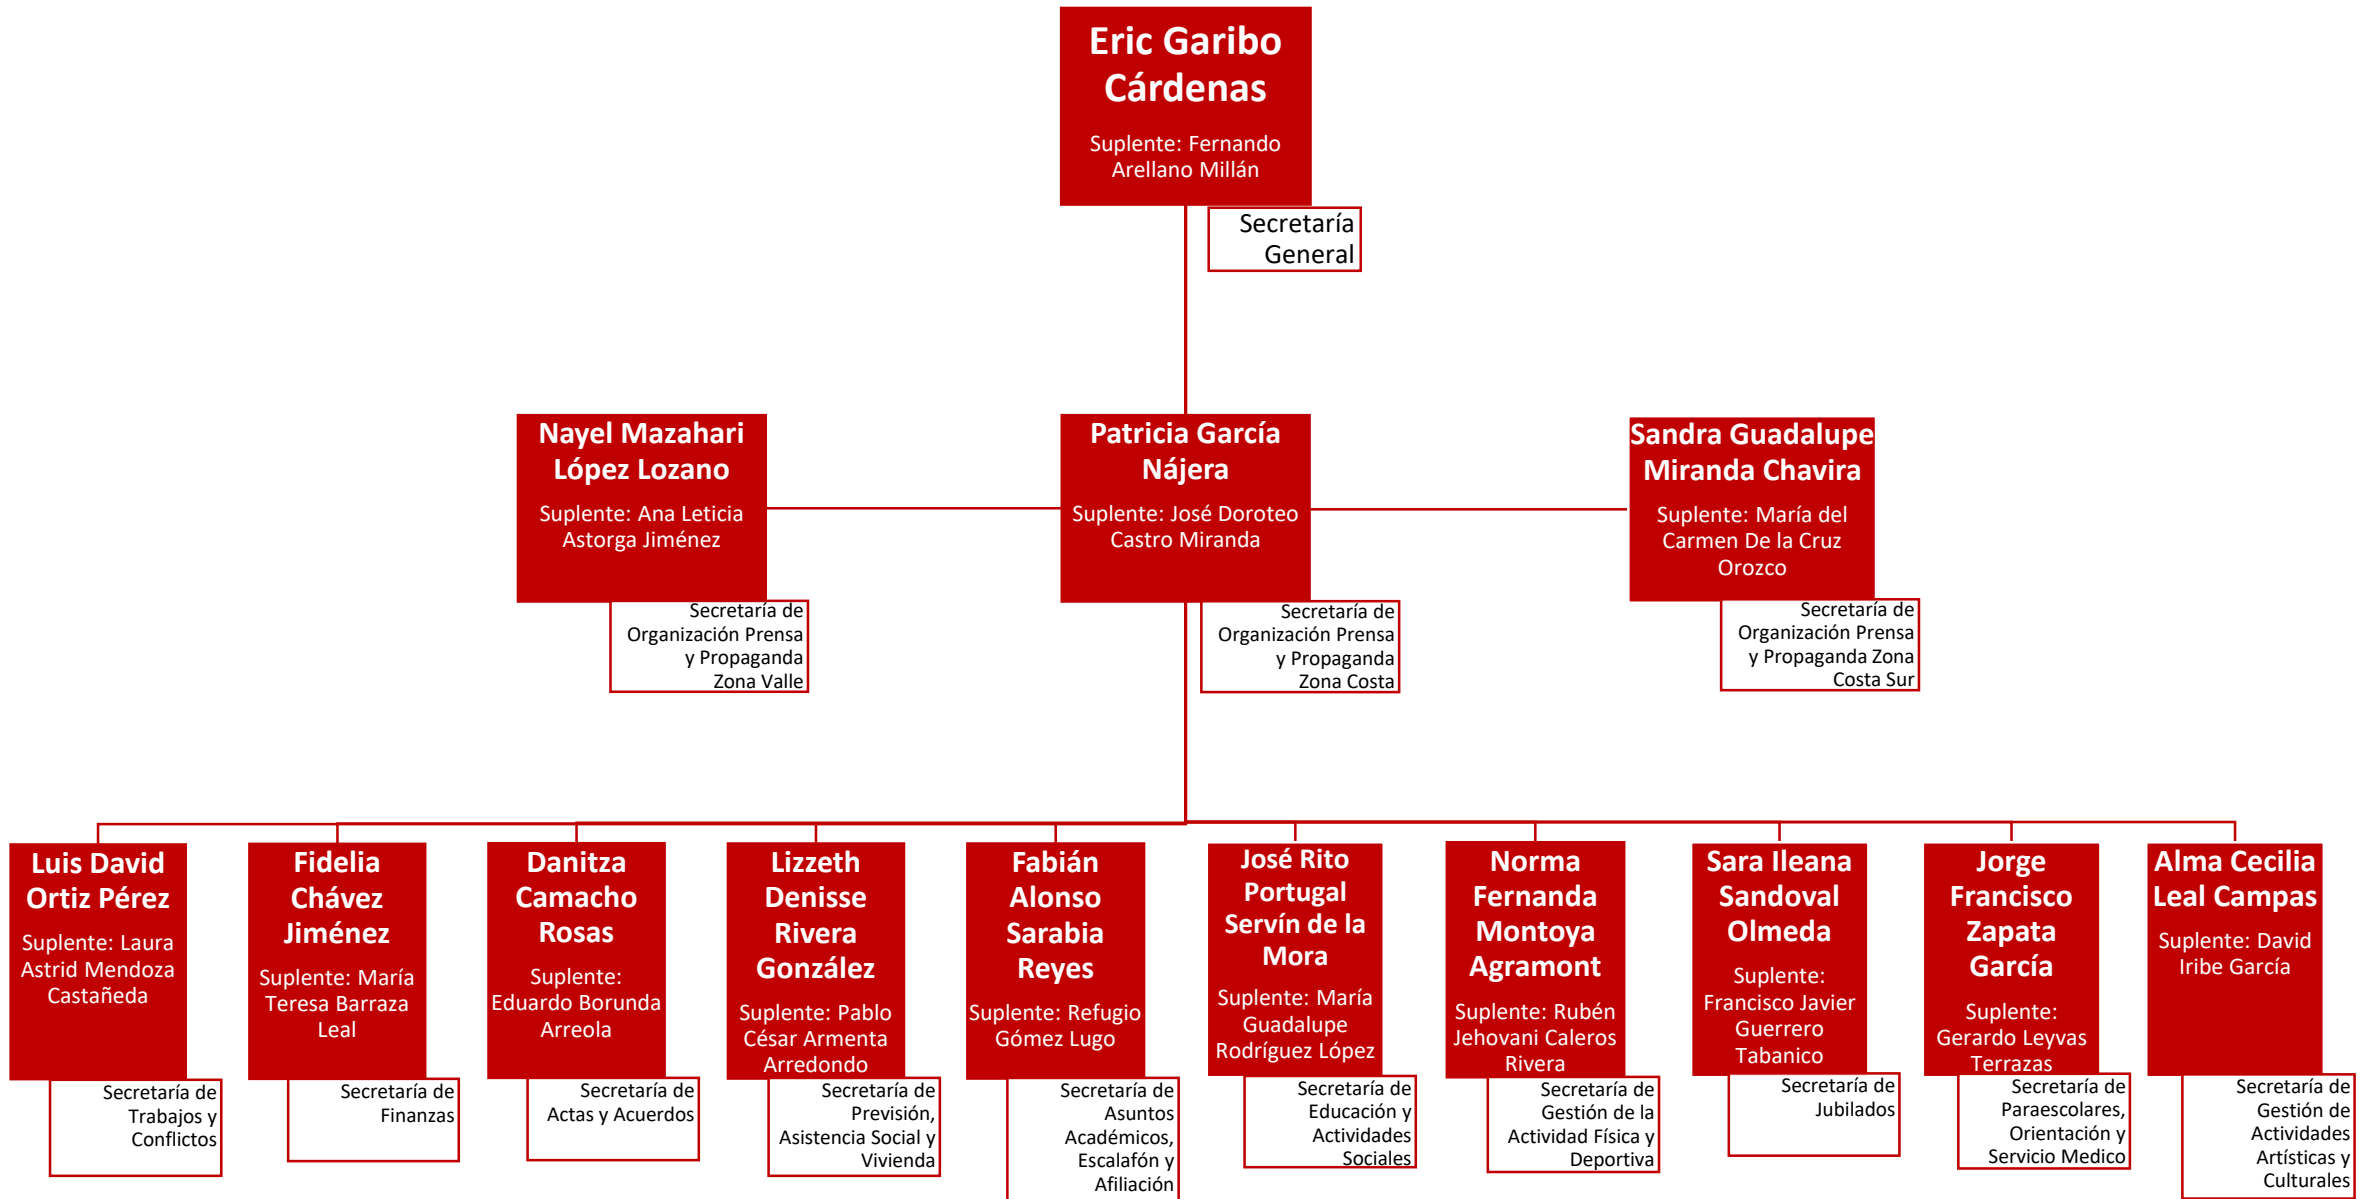 Eric Garibo
Cárdenas
Suplente: Fernando
Arellano Millán
Secretaría
General
Nayel Mazahari
López Lozano
Suplente: Ana Leticia
Astorga Jiménez
Secretaría de
Organización Prensa
y Propaganda
Zona Valle
Patricia García
Nájera
Suplente: José Doroteo
Castro Miranda
Secretaría de
Organización Prensa
y Propaganda
Zona Costa
Sandra Guadalupe
Miranda Chavira
Suplente: María del
Carmen De la Cruz
Orozco
Secretaría de
Organización Prensa
y Propaganda Zona
Costa Sur
Luis David
Ortiz Pérez
Suplente: Laura
Astrid Mendoza
Castañeda
Secretaría de
Trabajos y
Conflictos
Fidelia
Chávez
Jiménez
Suplente: María
Teresa Barraza
Leal
Secretaría de
Finanzas
Danitza
Camacho
Rosas
Suplente:
Eduardo Borunda
Arreola
Secretaría de
Actas y Acuerdos
Lizzeth
Denisse
Rivera
González
Suplente: Pablo
César Armenta
Arredondo
Secretaría de
Previsión,
Asistencia Social y
Vivienda
Fabián
Alonso
Sarabia
Reyes
Suplente: Refugio
Gómez Lugo
Secretaría de
Asuntos
Académicos,
Escalafón y
Afiliación
José Rito
Portugal
Servín de la
Mora
Suplente: María
Guadalupe
Rodríguez López
Secretaría de
Educación y
Actividades
Sociales
Norma
Fernanda
Montoya
Agramont
Suplente: Rubén
Jehovani Caleros
Rivera
Secretaría de
Gestión de la
Actividad Física y
Deportiva
Sara Ileana
Sandoval
Olmeda
Suplente:
Francisco Javier
Guerrero
Tabanico
Secretaría de
Jubilados
Jorge
Francisco
Zapata
García
Suplente:
Gerardo Leyvas
Terrazas
Secretaría de
Paraescolares,
Orientación y
Servicio Medico
Alma Cecilia
Leal Campas
Suplente: David
Iribe García
Secretaría de
Gestión de
Actividades
Artísticas y
Culturales